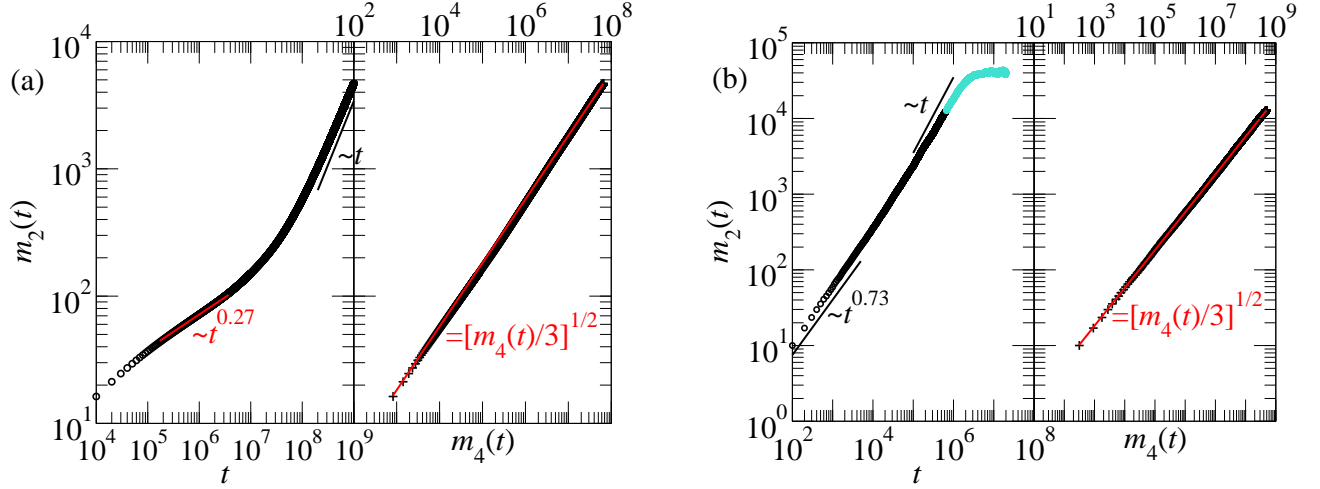 10^2 10^4 10^6 10^8
10^4
(a)
~t
10^3
m_2(t)
10^2
~t^0.27
=[m_4(t)/3]^1/2
10^1
10^4 10^5 10^6 10^7 10^8 10^9
t
m_4(t)
10^1 10^3 10^5 10^7 10^9
10^5
(b)
~t
10^4
10^3
m_2(t)
10^2
~t^0.73
=[m_4(t)/3]^1/2
10^1
10^0
10^2 10^4 10^6 10^8
t
m_4(t)